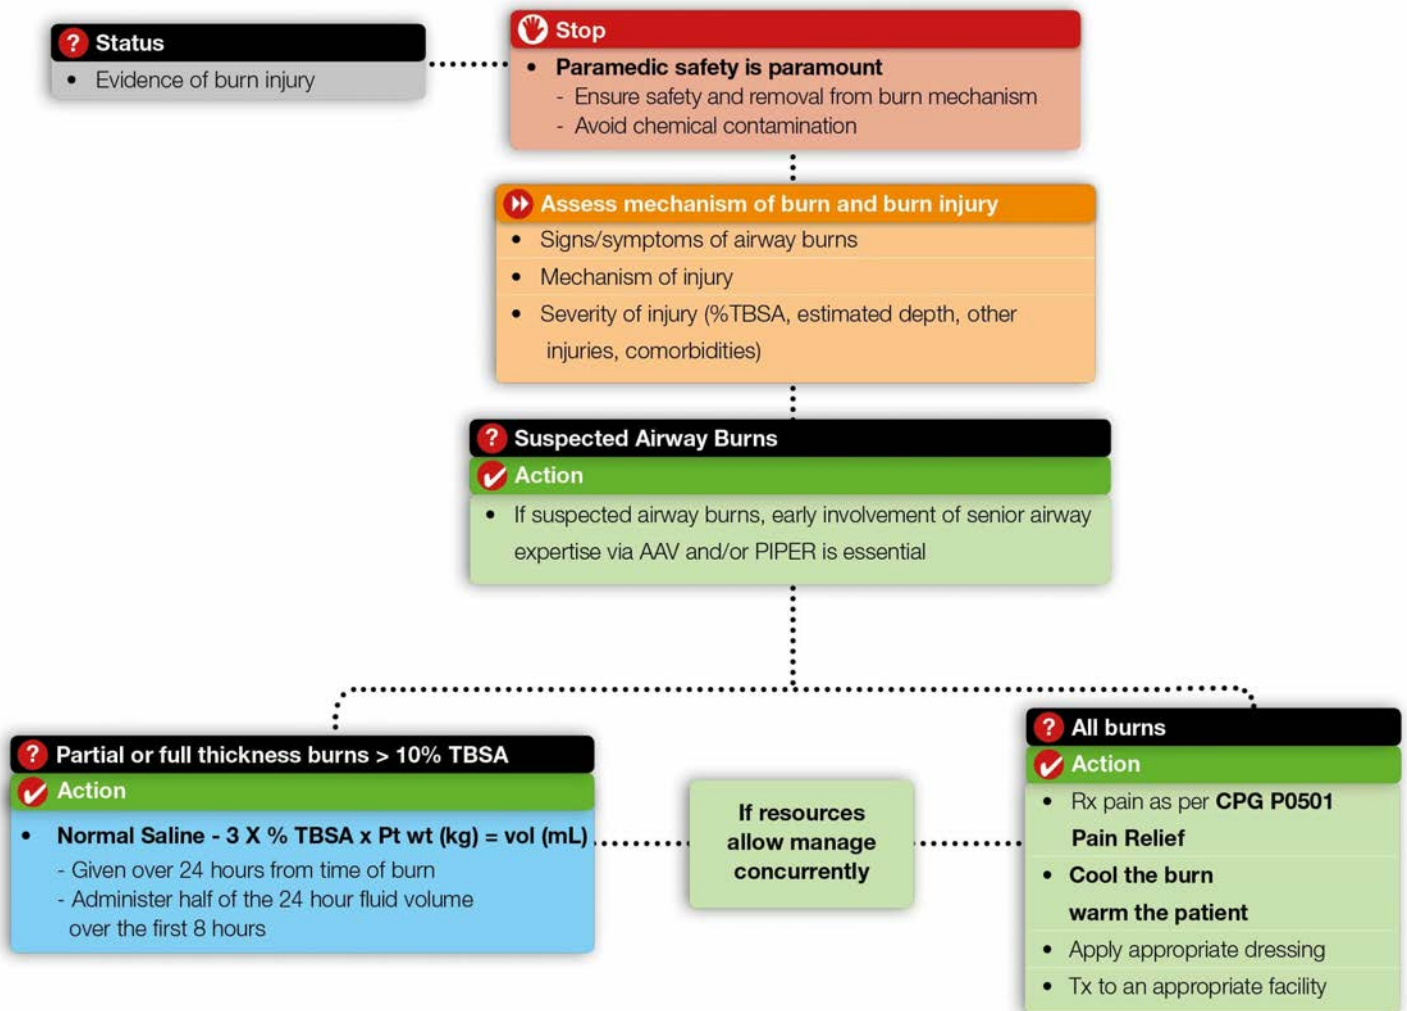 Status
• Evidence of burn injury
Stop
• Paramedic safety is paramount
- Ensure safety and removal from burn mechanism
- Avoid chemical contamination
Assess mechanism of burn and burn injury
• Signs/symptoms of airway burns
• Mechanism of injury
• Severity of injury (%TBSA, estimated depth, other
injuries, comorbidities)
? Suspected Airway Burns
Action
• If suspected airway burns, early involvement of senior airway
expertise via AAV and/or PIPER is essential
? Partial or full thickness burns > 10% TBSA
Action
• Normal Saline - 3 X % TBSA x Pt wt (kg) = vol (mL)
- Given over 24 hours from time of burn
- Administer half of the 24 hour fluid volume
over the first 8 hours
If resources
allow manage
concurrently
? All burns
Action
• Rx pain as per CPG P0501
Pain Relief
• Cool the burn
warm the patient
• Apply appropriate dressing
• Tx to an appropriate facility